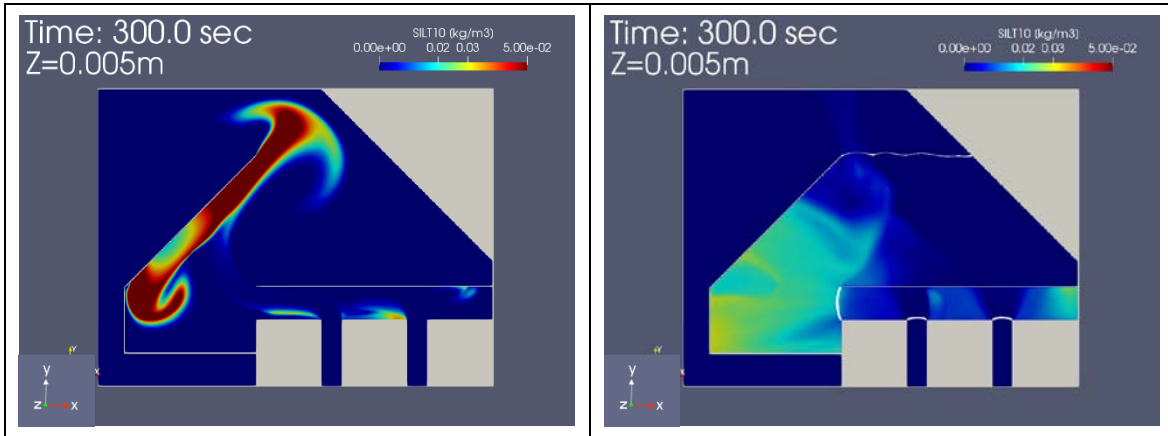 Time: 300.0 sec
Z=0.005m
SILT10 (kg/m3)
0.00e+00 0.02 0.03 5.00e-02
Y
x
y
z x
Time: 300.0 sec
Z=0.005m
SILT10 (kg/m3)
0.00e+00 0.02 0.03 5.00e-02
Y
x
y
z x